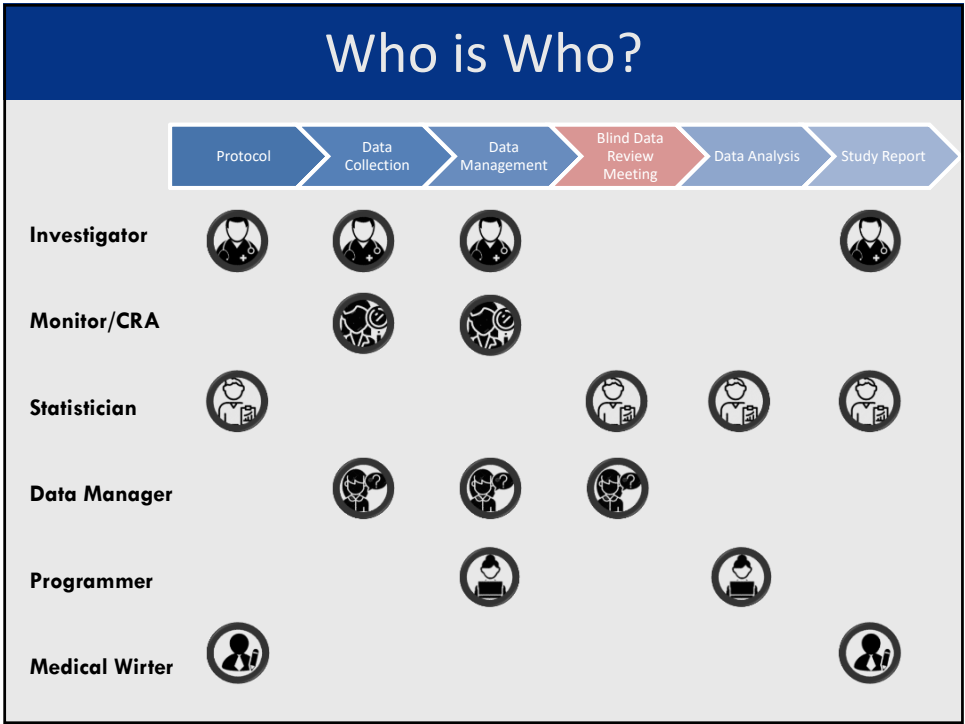 Who is Who?
Protocol
Data
Collection
Data
Management
Blind Data
Review
Meeting
Data Analysis
Study Report
Investigator
Monitor/CRA
Statistician
Data Manager
?
?
?
Programmer
Medical Wirter